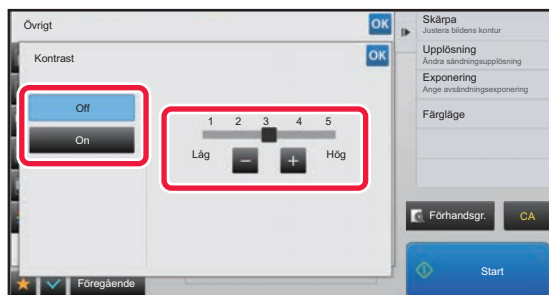 Övrigt
OK
Kontrast
OK
Off
On
1 2 3 4 5
Låg
−
+
Hög
Föregående
Skärpa
Justera bildens kontur
Upplösning
Ändra sändningsupplösning
Exponering
Ange avsändningsexponering
Färgläge
Förhandsgr.
CA
Start